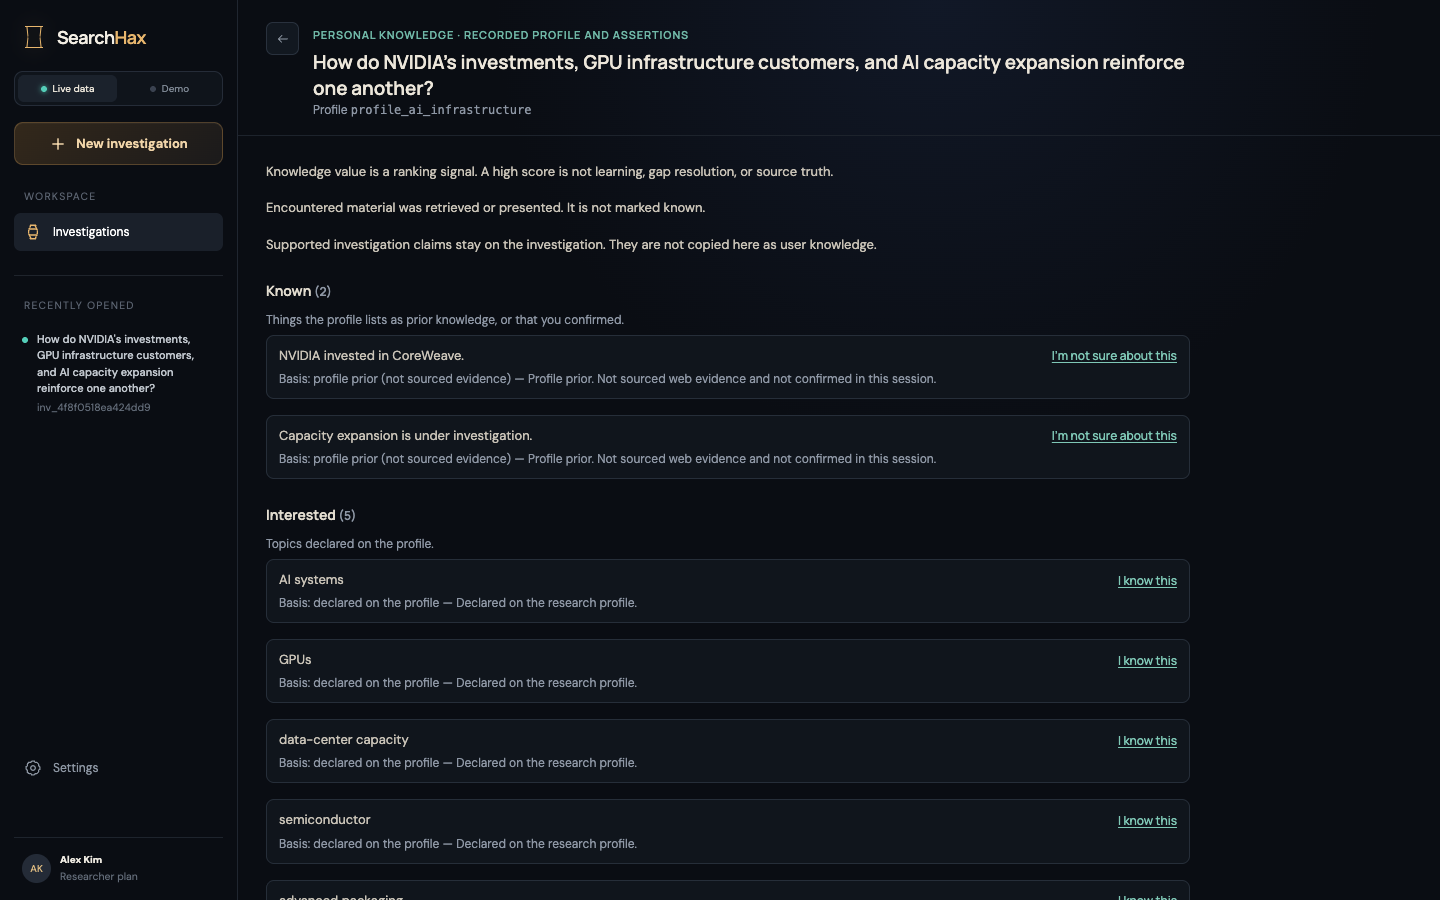 SearchHax
Live data
Demo
New investigation
WORKSPACE
Investigations
RECENTLY OPENED
How do NVIDIA's investments,
GPU infrastructure customers,
and AI capacity expansion
reinforce one another?
inv_4f8f0518ea424dd9
Settings
AK
Alex Kim
Researcher plan
PERSONAL KNOWLEDGE · RECORDED PROFILE AND ASSERTIONS
How do NVIDIA's investments, GPU infrastructure customers, and AI capacity expansion reinforce
one another?
Profile profile_ai_infrastructure
Knowledge value is a ranking signal. A high score is not learning, gap resolution, or source truth.
Encountered material was retrieved or presented. It is not marked known.
Supported investigation claims stay on the investigation. They are not copied here as user knowledge.
Known (2)
Things the profile lists as prior knowledge, or that you confirmed.
NVIDIA invested in CoreWeave.
I'm not sure about this
Basis: profile prior (not sourced evidence) — Profile prior. Not sourced web evidence and not confirmed in this session.
Capacity expansion is under investigation.
I'm not sure about this
Basis: profile prior (not sourced evidence) — Profile prior. Not sourced web evidence and not confirmed in this session.
Interested (5)
Topics declared on the profile.
AI systems
I know this
Basis: declared on the profile — Declared on the research profile.
GPUs
I know this
Basis: declared on the profile — Declared on the research profile.
data-center capacity
I know this
Basis: declared on the profile — Declared on the research profile.
semiconductor
I know this
Basis: declared on the profile — Declared on the research profile.
advanced packaging
I know this